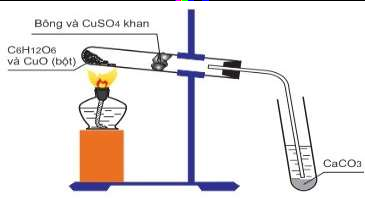 Bông và CuSO4 khan
C6H12O6
và CuO (bột)
CaCO3